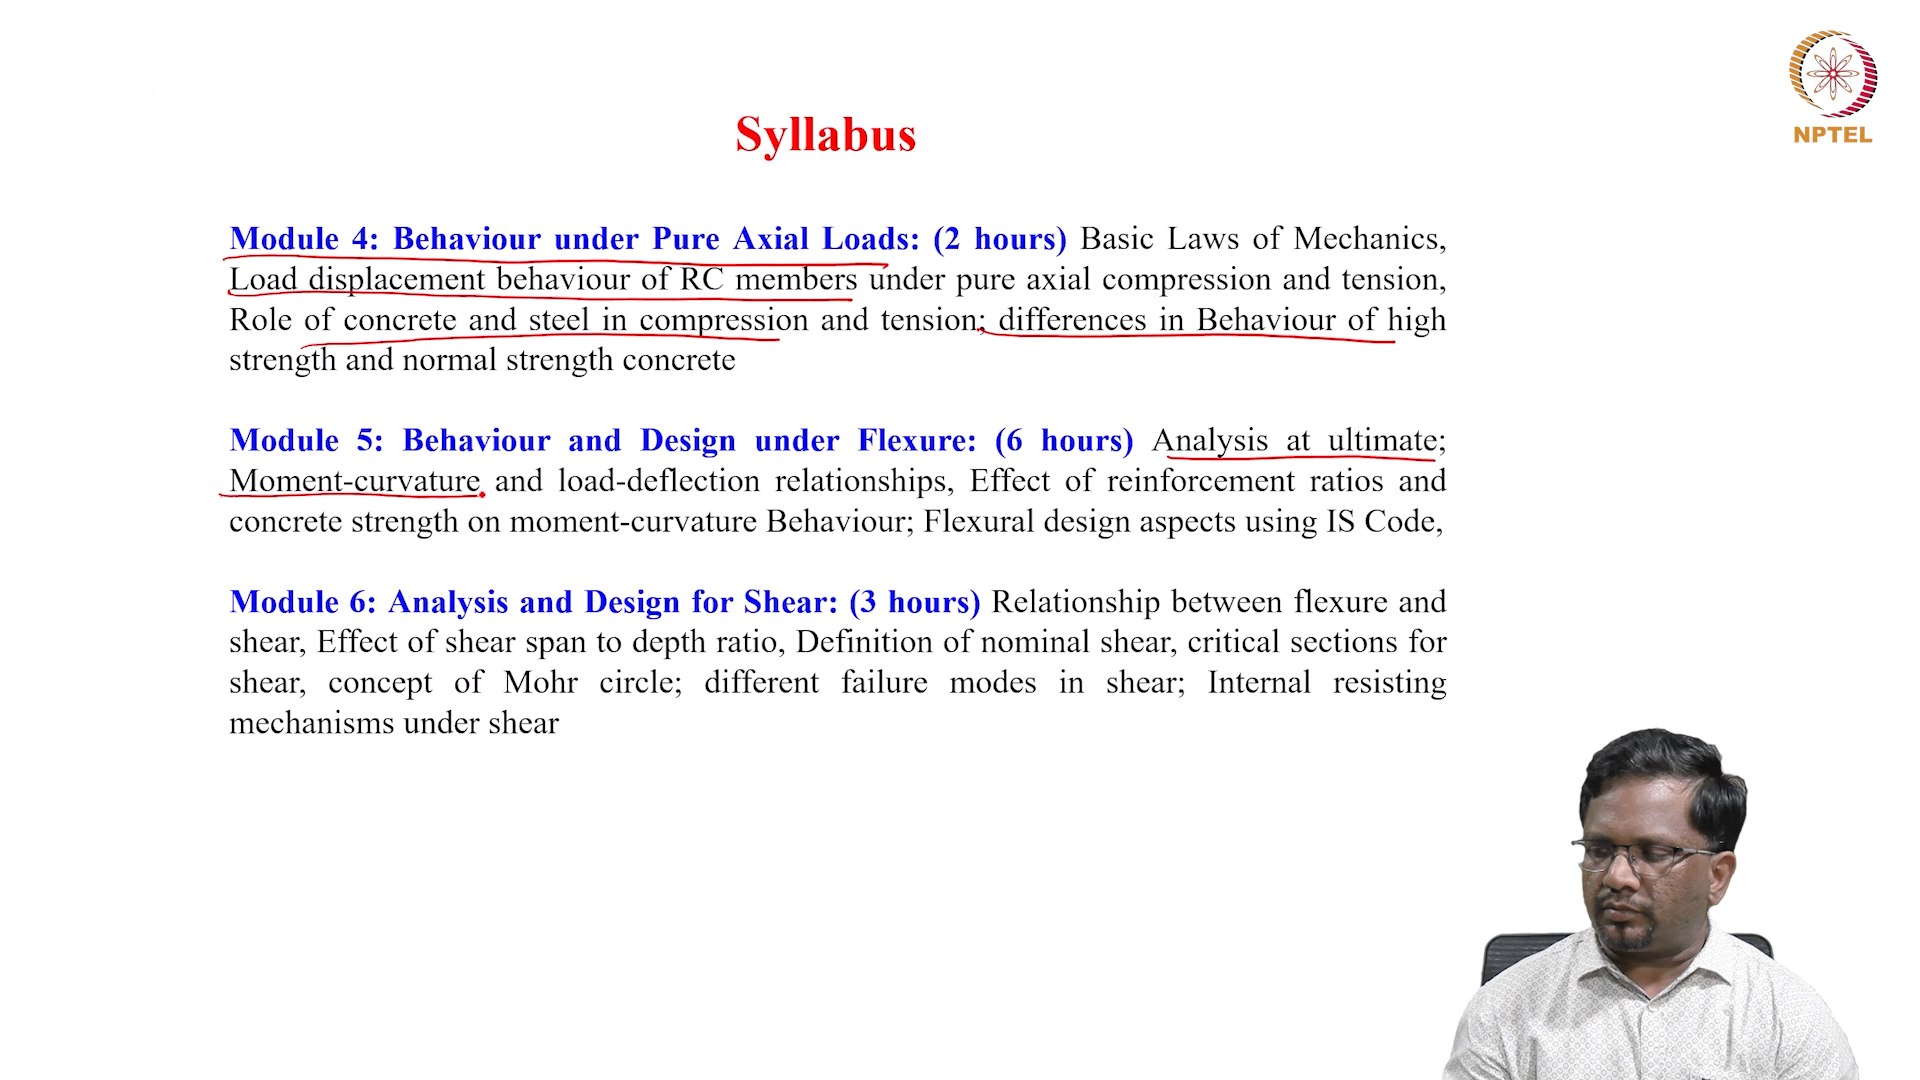 Syllabus
NPTEL
Module 4: Behaviour under Pure Axial Loads: (2 hours) Basic Laws of Mechanics,
Load displacement behaviour of RC members under pure axial compression and tension,
Role of concrete and steel in compression and tension; differences in Behaviour of high
strength and normal strength concrete
Module 5: Behaviour and Design under Flexure: (6 hours) Analysis at ultimate;
Moment-curvature and load-deflection relationships, Effect of reinforcement ratios and
concrete strength on moment-curvature Behaviour; Flexural design aspects using IS Code,
Module 6: Analysis and Design for Shear: (3 hours) Relationship between flexure and
shear, Effect of shear span to depth ratio, Definition of nominal shear, critical sections for
shear, concept of Mohr circle; different failure modes in shear; Internal resisting
mechanisms under shear